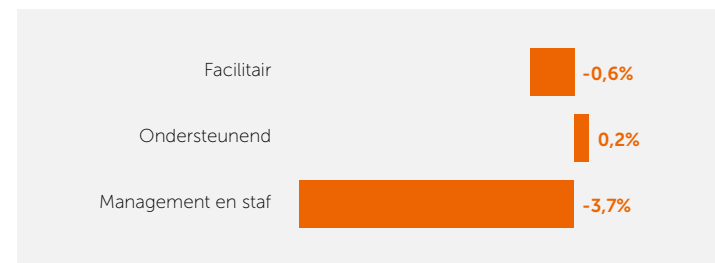 Facilitair -0,6%
Ondersteunend 0,2%
Management en staf -3,7%